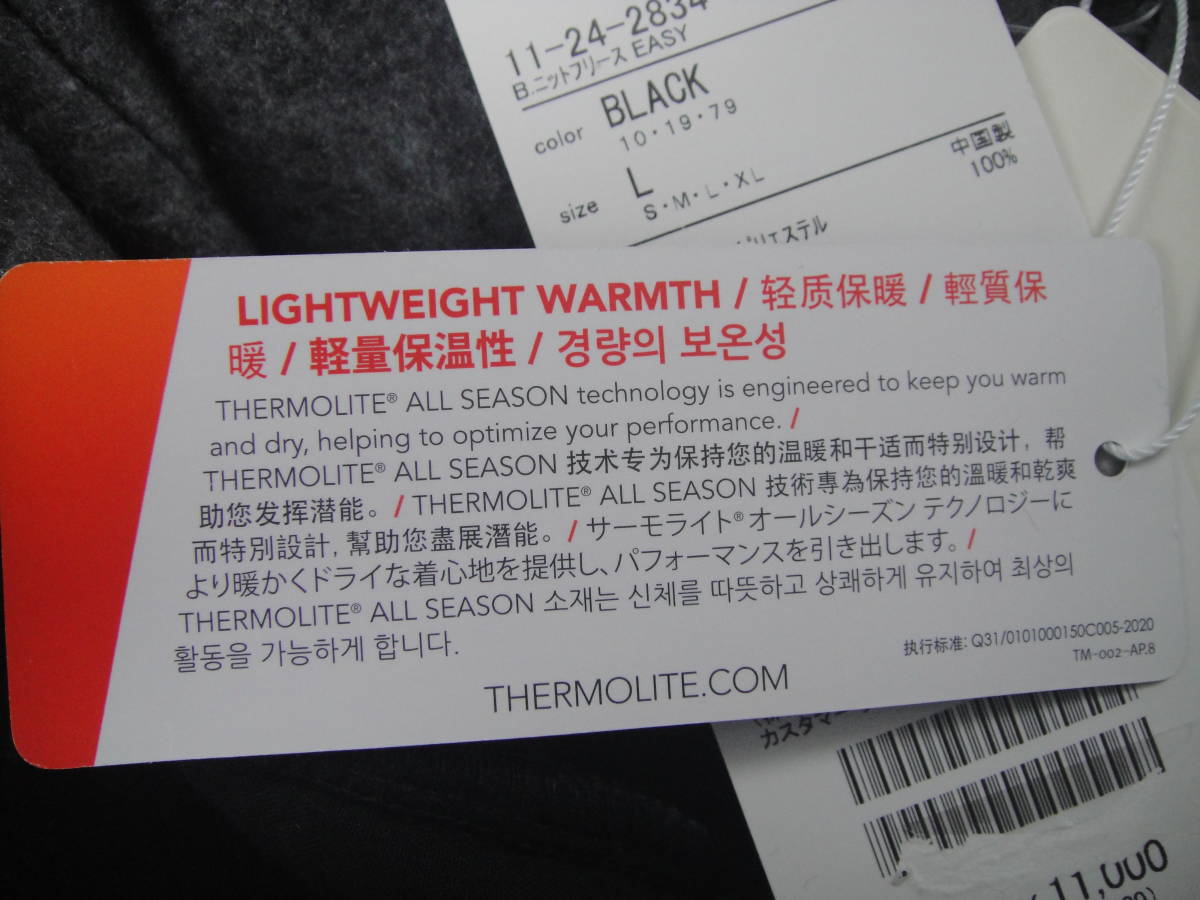 11-24-2834
B.ニットフリース EASY
color BLACK
10・19・79
size L
S・M・L・XL
中国製
100%
リエステル
LIGHTWEIGHT WARMTH / 轻质保暖 / 輕質保
暖 / 軽量保温性 / 경량의 보온성
THERMOLITE® ALL SEASON technology is engineered to keep you warm
and dry, helping to optimize your performance. /
THERMOLITE® ALL SEASON 技术专为保持您的温暖和干适而特别设计，帮
助您发挥潜能。 / THERMOLITE® ALL SEASON 技術專為保持您的溫暖和乾爽
而特別設計, 幫助您盡展潛能。 / サーモライト® オールシーズン テクノロジーに
より暖かくドライな着心地を提供し、パフォーマンスを引き出します。 /
THERMOLITE® ALL SEASON 소재는 신체를 따뜻하고 상쾌하게 유지하여 최상의
활동을 가능하게 합니다.
执行标准: Q31/0101000150C005-2020
TM-002-AP.8
THERMOLITE.COM
カスタマ
11,000